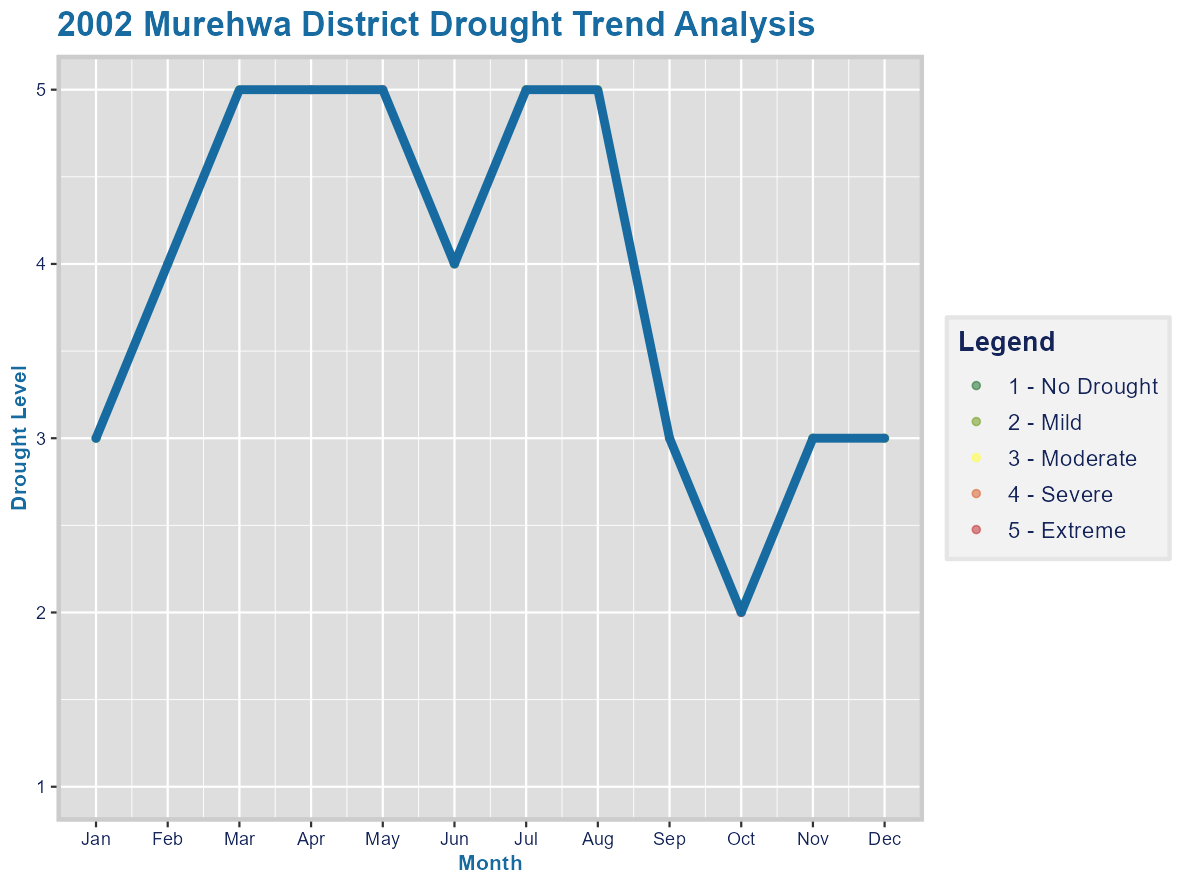 2002 Murehwa District Drought Trend Analysis
5
4
3
2
1
Drought Level
Jan Feb Mar Apr May Jun Jul Aug Sep Oct Nov Dec
Month
Legend
1 - No Drought
2 - Mild
3 - Moderate
4 - Severe
5 - Extreme